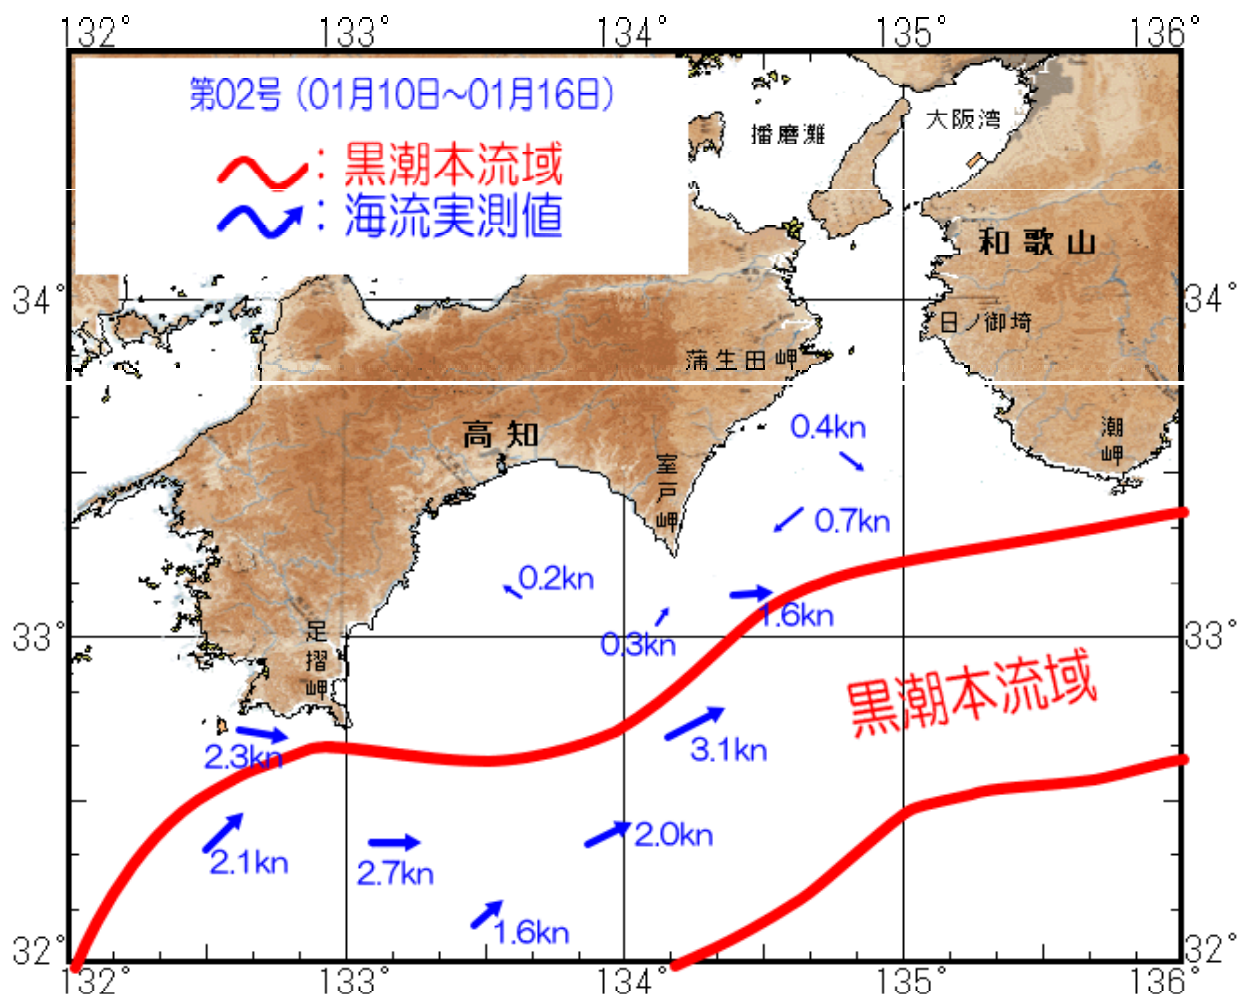 132° 133° 134° 135° 136°
第02号（01月10日～01月16日）
：黒潮本流域
：海流実測値
播磨灘
大阪湾
和歌山
34° 34°
日ノ御埼
蒲生田岬
高知
潮岬
室戸岬
0.4kn
0.7kn
0.2kn
1.6kn
0.3kn
33° 33°
足摺岬
黒潮本流域
2.3kn
3.1kn
2.0kn
2.1kn
2.7kn
1.6kn
32° 32°
132° 133° 134° 135° 136°